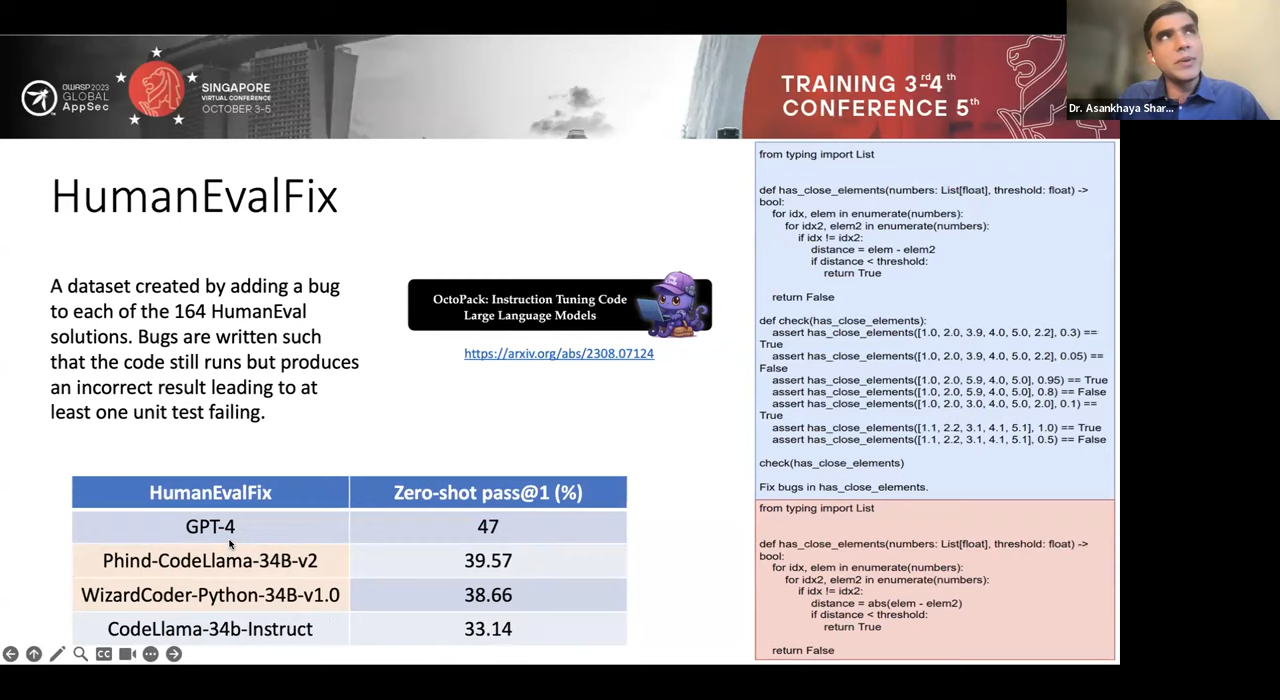 OWASP 2023
GLOBAL
AppSec
SINGAPORE
VIRTUAL CONFERENCE
OCTOBER 3-5
TRAINING 3rd-4th
CONFERENCE 5th
Dr. Asankhaya Shar...
HumanEvalFix
A dataset created by adding a bug
to each of the 164 HumanEval
solutions. Bugs are written such
that the code still runs but produces
an incorrect result leading to at
least one unit test failing.
OctoPack: Instruction Tuning Code
Large Language Models
https://arxiv.org/abs/2308.07124
HumanEvalFix Zero-shot pass@1 (%)
GPT-4 47
Phind-CodeLlama-34B-v2 39.57
WizardCoder-Python-34B-v1.0 38.66
CodeLlama-34b-Instruct 33.14
CC
from typing import List
def has_close_elements(numbers: List[float], threshold: float) ->
bool:
for idx, elem in enumerate(numbers):
for idx2, elem2 in enumerate(numbers):
if idx != idx2:
distance = elem - elem2
if distance < threshold:
return True
return False
def check(has_close_elements):
assert has_close_elements([1.0, 2.0, 3.9, 4.0, 5.0, 2.2], 0.3) ==
True
assert has_close_elements([1.0, 2.0, 3.9, 4.0, 5.0, 2.2], 0.05) ==
False
assert has_close_elements([1.0, 2.0, 5.9, 4.0, 5.0], 0.95) == True
assert has_close_elements([1.0, 2.0, 5.9, 4.0, 5.0], 0.8) == False
assert has_close_elements([1.0, 2.0, 3.0, 4.0, 5.0, 2.0], 0.1) ==
True
assert has_close_elements([1.1, 2.2, 3.1, 4.1, 5.1], 1.0) == True
assert has_close_elements([1.1, 2.2, 3.1, 4.1, 5.1], 0.5) == False
check(has_close_elements)
Fix bugs in has_close_elements.
from typing import List
def has_close_elements(numbers: List[float], threshold: float) ->
bool:
for idx, elem in enumerate(numbers):
for idx2, elem2 in enumerate(numbers):
if idx != idx2:
distance = abs(elem - elem2)
if distance < threshold:
return True
return False